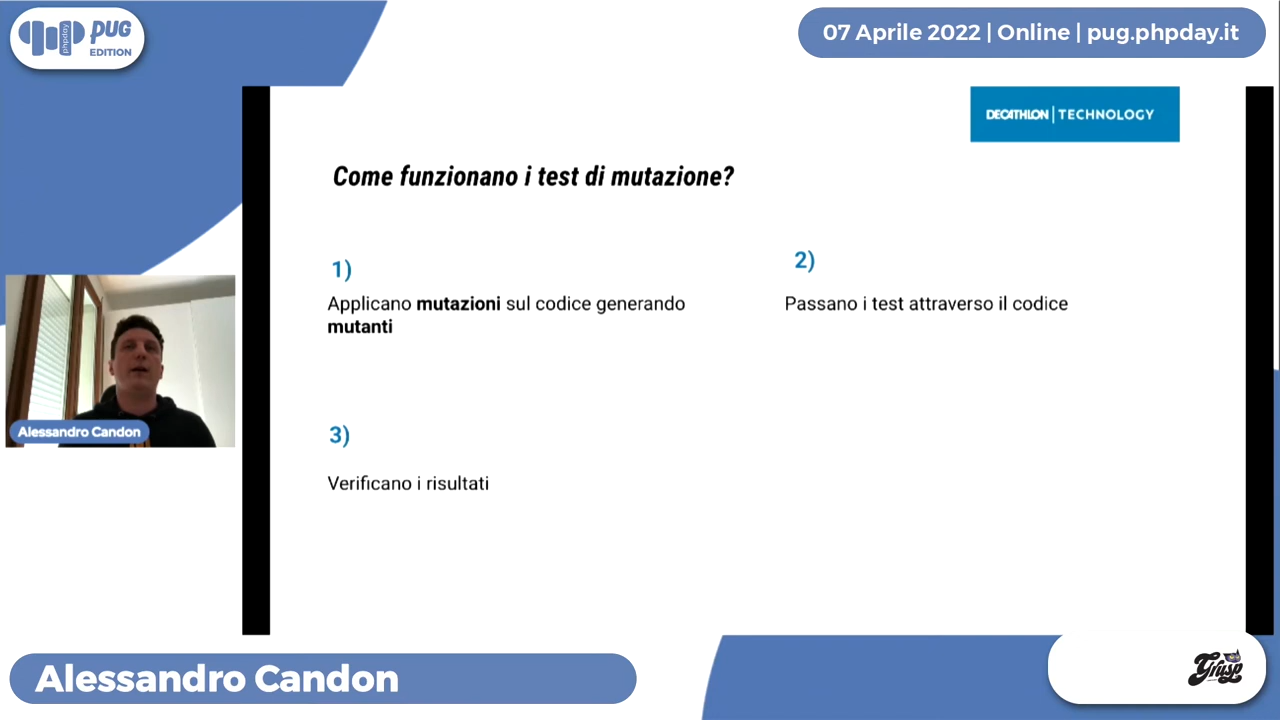 phpday
PUG
EDITION
07 Aprile 2022 | Online | pug.phpday.it
DECATHLON | TECHNOLOGY
Come funzionano i test di mutazione?
1)
Applicano mutazioni sul codice generando
mutanti
2)
Passano i test attraverso il codice
3)
Verificano i risultati
Alessandro Candon
Alessandro Candon
Grusp